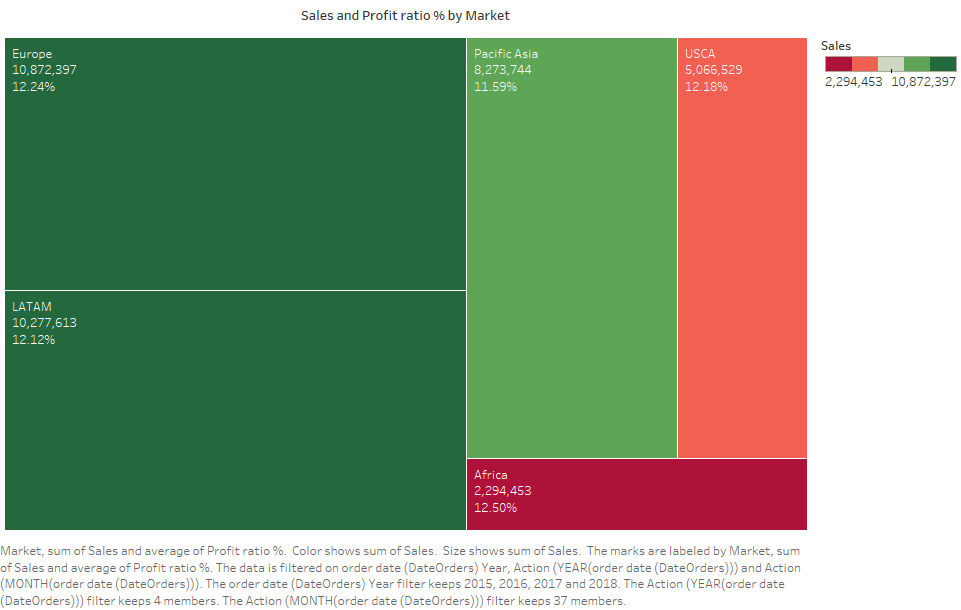 Sales and Profit ratio % by Market
Europe
10,872,397
12.24%
Pacific Asia
8,273,744
11.59%
USCA
5,066,529
12.18%
Sales
2,294,453 10,872,397
LATAM
10,277,613
12.12%
Africa
2,294,453
12.50%
Market, sum of Sales and average of Profit ratio %.  Color shows sum of Sales.  Size shows sum of Sales.  The marks are labeled by Market, sum
of Sales and average of Profit ratio %. The data is filtered on order date (DateOrders) Year, Action (YEAR(order date (DateOrders))) and Action
(MONTH(order date (DateOrders))). The order date (DateOrders) Year filter keeps 2015, 2016, 2017 and 2018. The Action (YEAR(order date
(DateOrders))) filter keeps 4 members. The Action (MONTH(order date (DateOrders))) filter keeps 37 members.